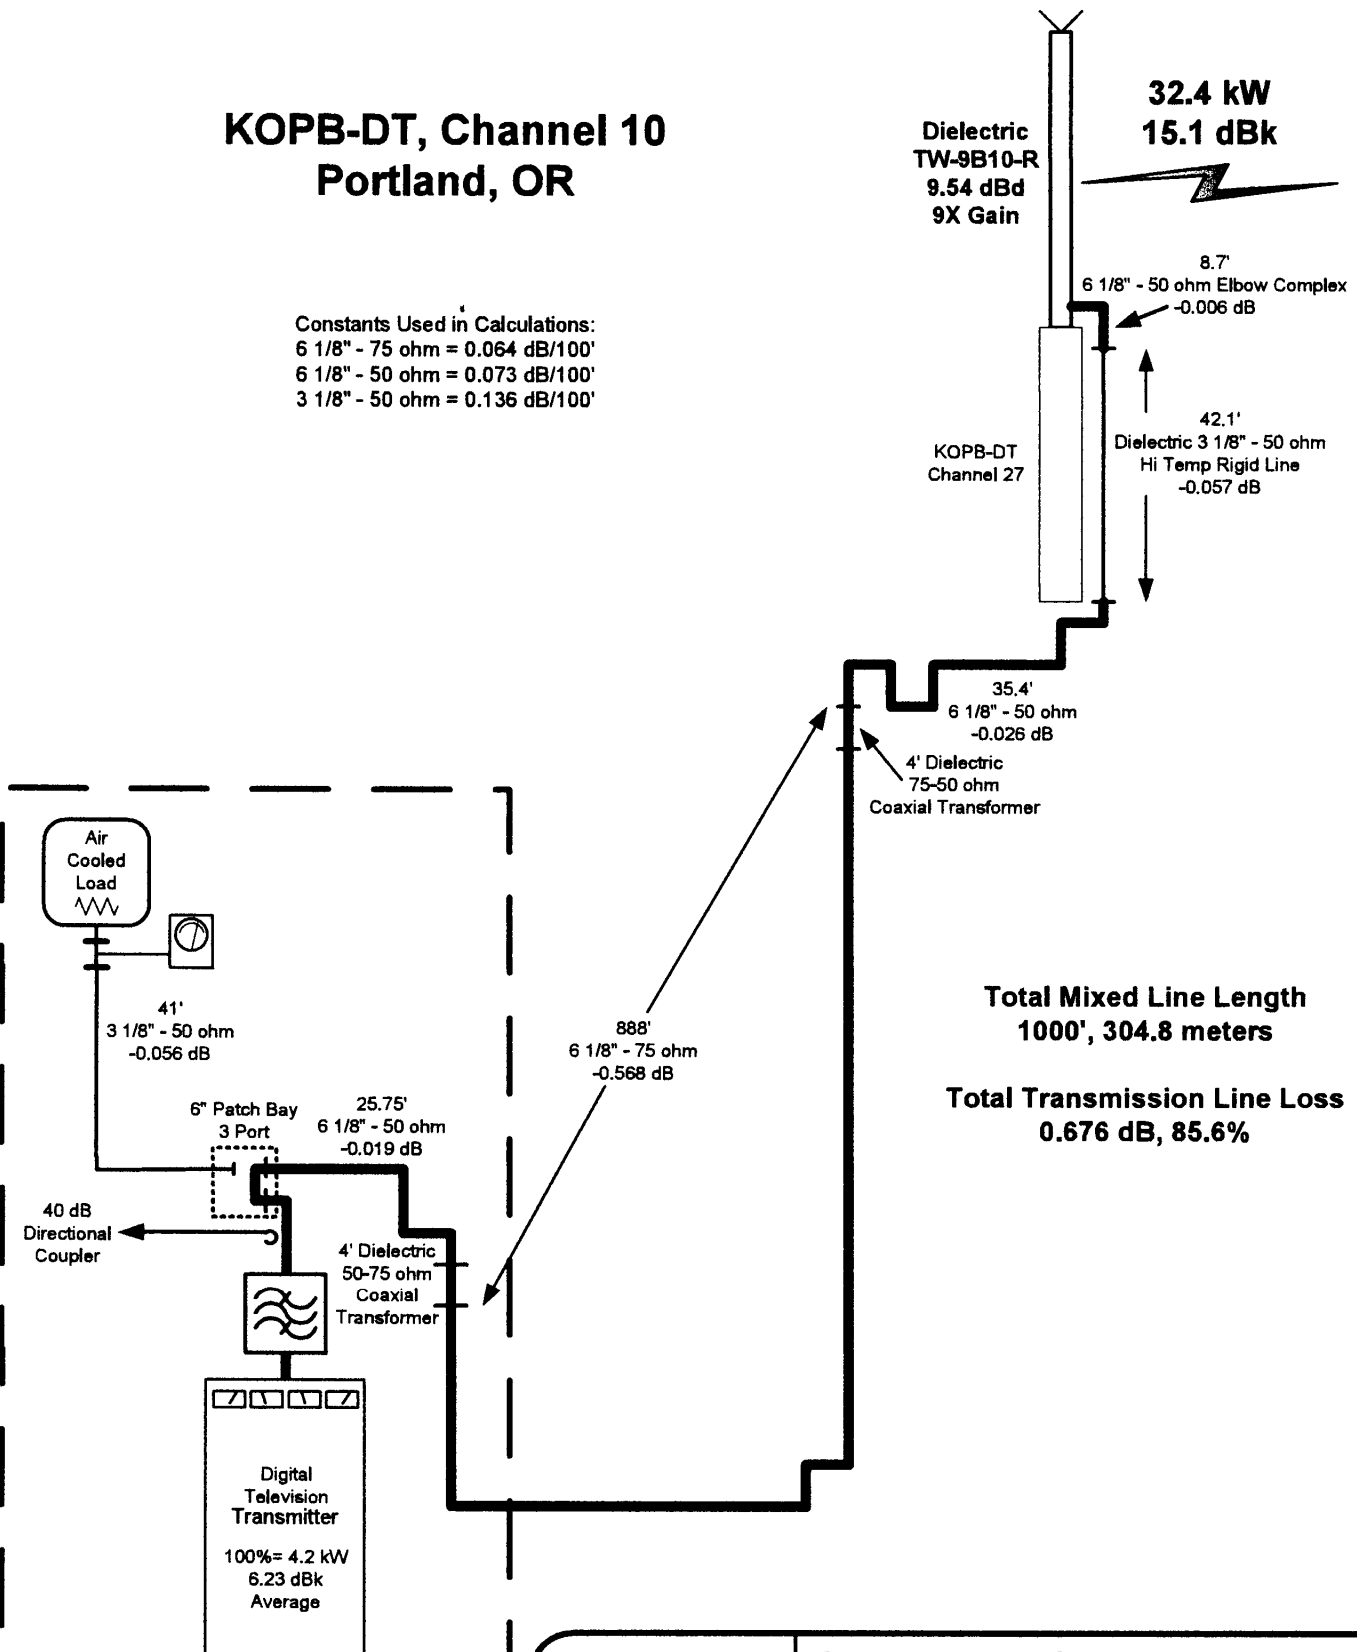 KOPB-DT, Channel 10
Portland, OR
32.4 kW
15.1 dBk
Dielectric
TW-9B10-R
9.54 dBd
9X Gain
8.7'
6 1/8" - 50 ohm Elbow Complex
-0.006 dB
Constants Used in Calculations:
6 1/8" - 75 ohm = 0.064 dB/100'
6 1/8" - 50 ohm = 0.073 dB/100'
3 1/8" - 50 ohm = 0.136 dB/100'
KOPB-DT
Channel 27
42.1'
Dielectric 3 1/8" - 50 ohm
Hi Temp Rigid Line
-0.057 dB
35.4'
6 1/8" - 50 ohm
-0.026 dB
4' Dielectric
75-50 ohm
Coaxial Transformer
Air
Cooled
Load
41'
3 1/8" - 50 ohm
-0.056 dB
888'
6 1/8" - 75 ohm
-0.568 dB
Total Mixed Line Length
1000', 304.8 meters
Total Transmission Line Loss
0.676 dB, 85.6%
6" Patch Bay
3 Port
25.75'
6 1/8" - 50 ohm
-0.019 dB
40 dB
Directional
Coupler
4' Dielectric
50-75 ohm
Coaxial
Transformer
Digital
Television
Transmitter
100%= 4.2 kW
6.23 dBk
Average